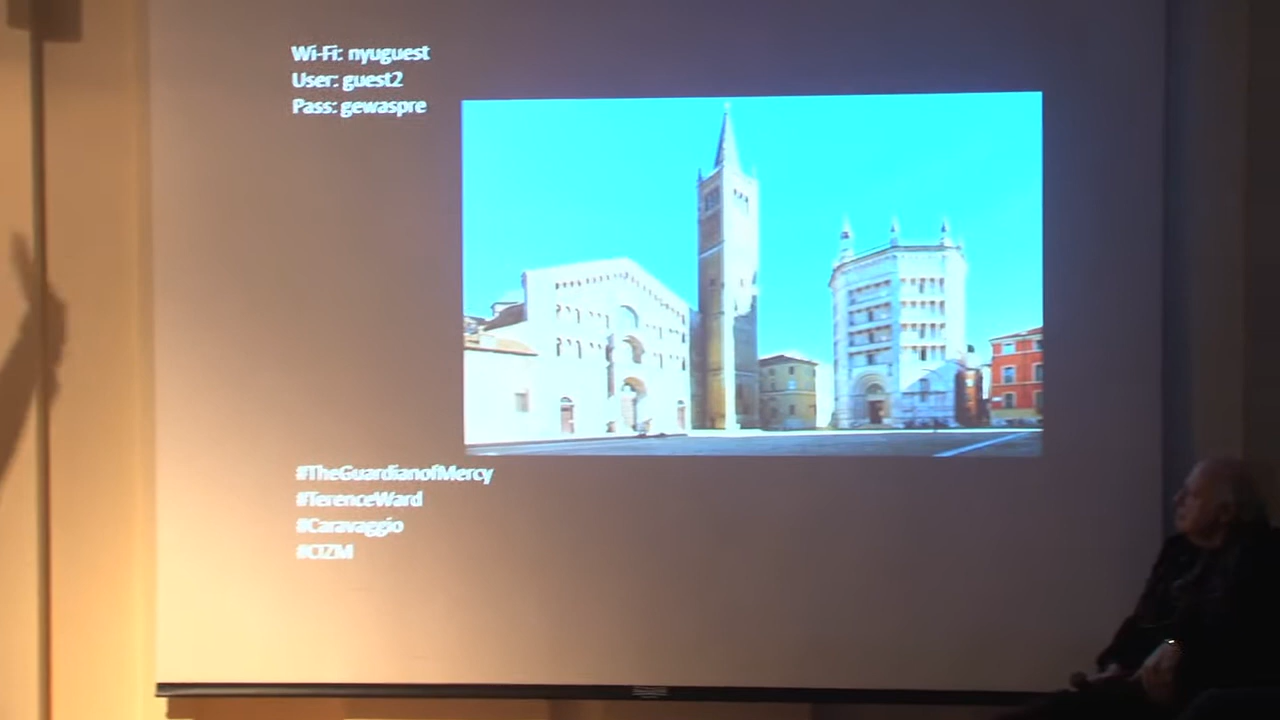 Wi-Fi: nyuguest
User: guest2
Pass: gewaspre
#TheGuardianofMercy
#TerenceWard
#Caravaggio
#CIZM